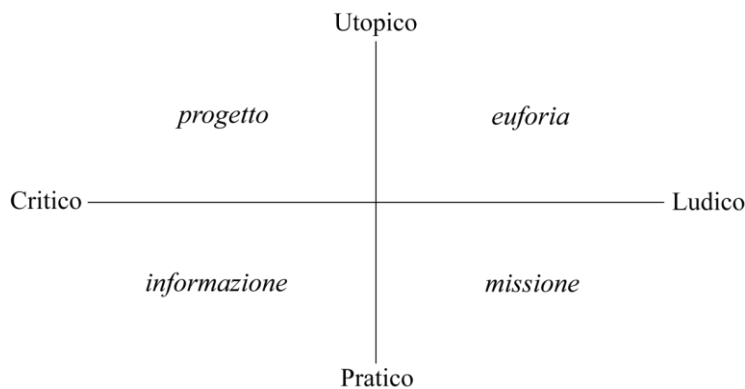 Utopico
progetto euforia
Critico Ludico
informazione missione
Pratico